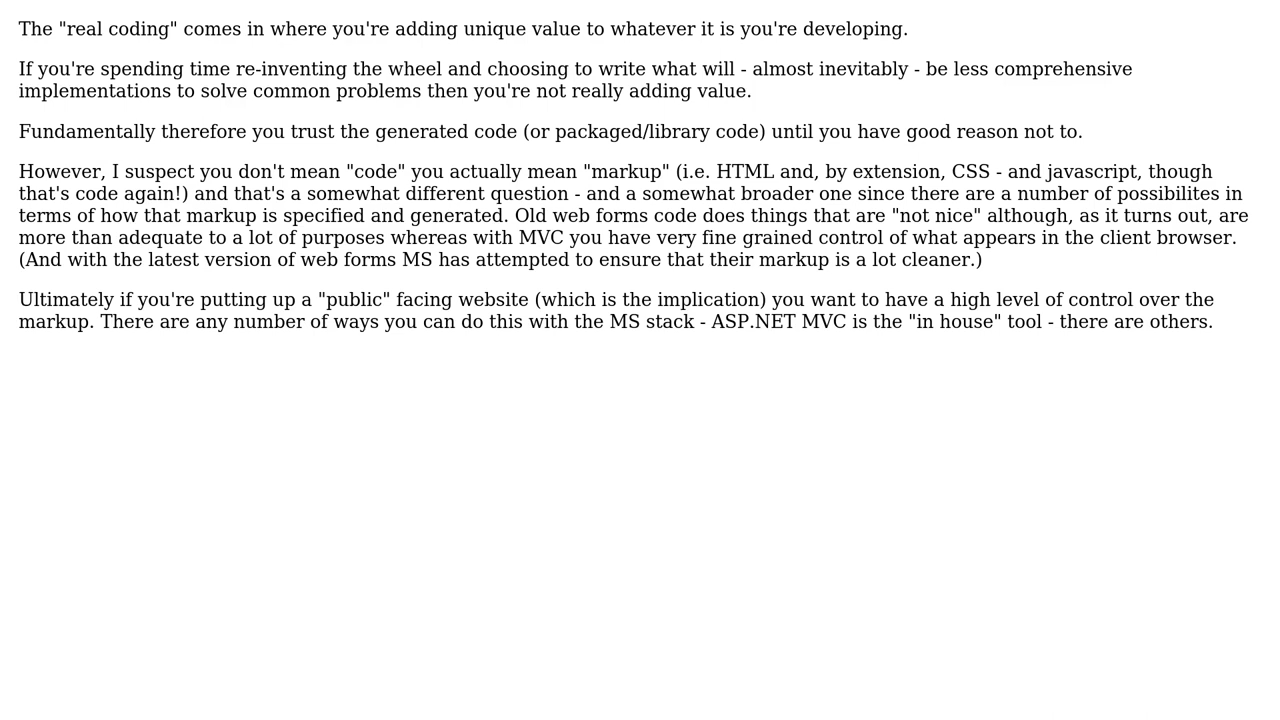 The "real coding" comes in where you're adding unique value to whatever it is you're developing.
If you're spending time re-inventing the wheel and choosing to write what will - almost inevitably - be less comprehensive
implementations to solve common problems then you're not really adding value.
Fundamentally therefore you trust the generated code (or packaged/library code) until you have good reason not to.
However, I suspect you don't mean "code" you actually mean "markup" (i.e. HTML and, by extension, CSS - and javascript, though
that's code again!) and that's a somewhat different question - and a somewhat broader one since there are a number of possibilites in
terms of how that markup is specified and generated. Old web forms code does things that are "not nice" although, as it turns out, are
more than adequate to a lot of purposes whereas with MVC you have very fine grained control of what appears in the client browser.
(And with the latest version of web forms MS has attempted to ensure that their markup is a lot cleaner.)
Ultimately if you're putting up a "public" facing website (which is the implication) you want to have a high level of control over the
markup. There are any number of ways you can do this with the MS stack - ASP.NET MVC is the "in house" tool - there are others.